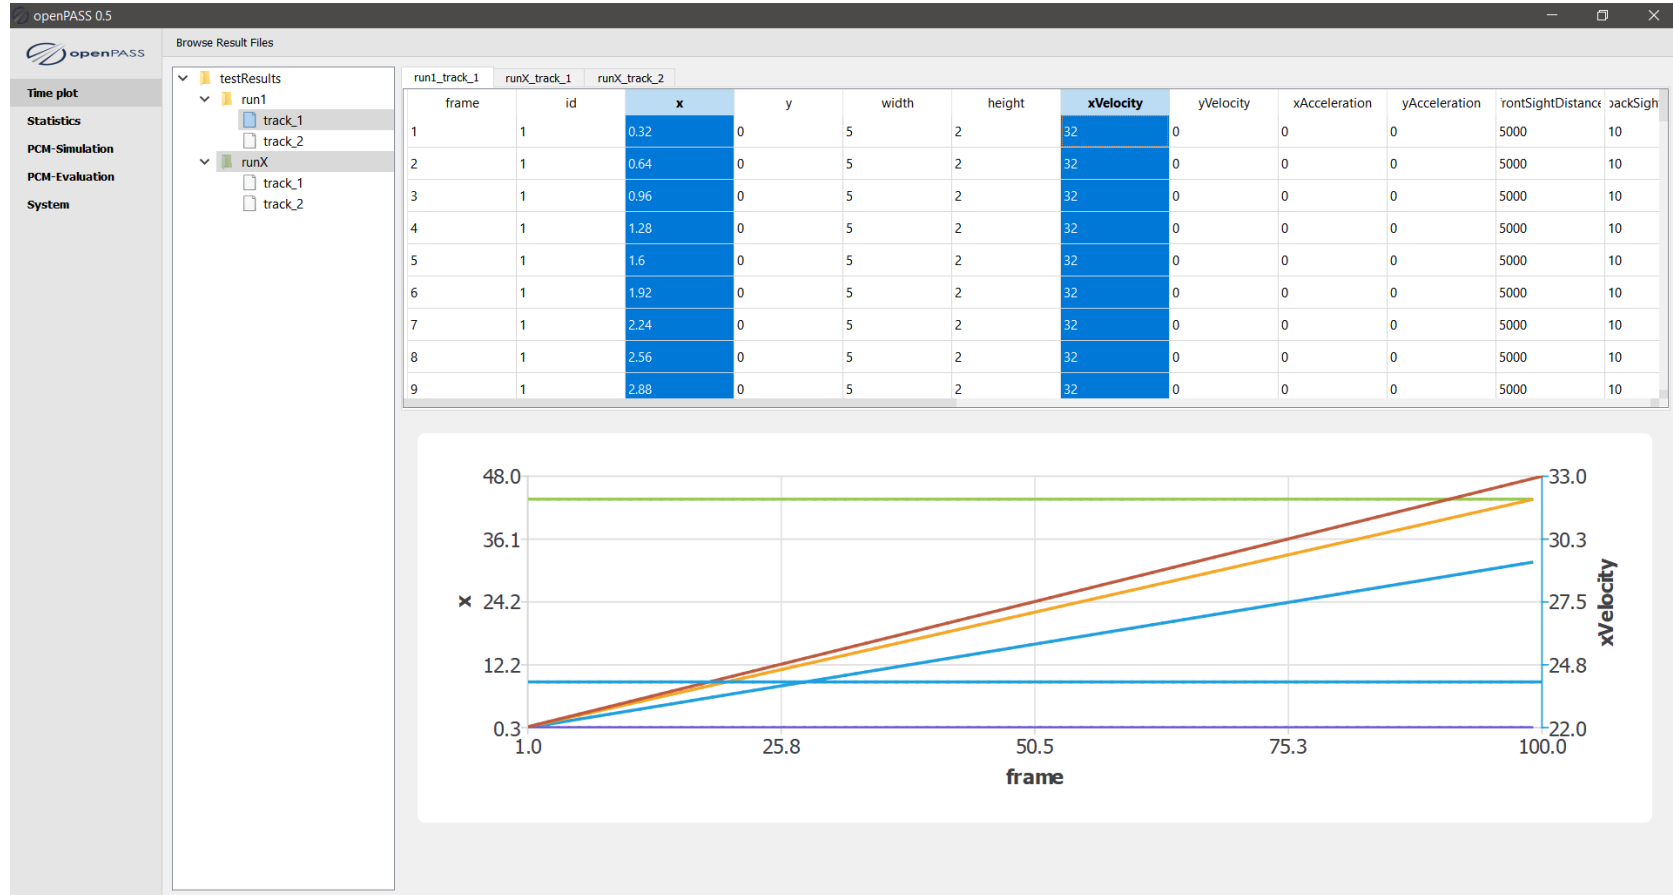 openPASS 0.5
openPASS
Browse Result Files
Time plot
Statistics
PCM-Simulation
PCM-Evaluation
System
testResults
run1
track_1
track_2
runX
track_1
track_2
run1_track_1 runX_track_1 runX_track_2
frame id x y width height xVelocity yVelocity xAcceleration yAcceleration rontSightDistance backSigh
1 1 0.32 0 5 2 32 0 0 0 5000 10
2 1 0.64 0 5 2 32 0 0 0 5000 10
3 1 0.96 0 5 2 32 0 0 0 5000 10
4 1 1.28 0 5 2 32 0 0 0 5000 10
5 1 1.6 0 5 2 32 0 0 0 5000 10
6 1 1.92 0 5 2 32 0 0 0 5000 10
7 1 2.24 0 5 2 32 0 0 0 5000 10
8 1 2.56 0 5 2 32 0 0 0 5000 10
9 1 2.88 0 5 2 32 0 0 0 5000 10
48.0
36.1
24.2
12.2
0.3
x
33.0
30.3
27.5
24.8
22.0
xVelocity
1.0 25.8 50.5 75.3 100.0
frame